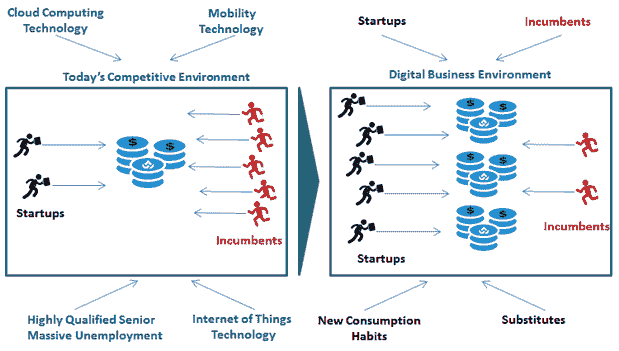 Cloud Computing
Technology
Mobility
Technology
Startups
Incumbents
Today's Competitive Environment
Digital Business Environment
$
$
$
$
$
$
$
$
Startups
Incumbents
Startups
Incumbents
Highly Qualified Senior
Massive Unemployment
Internet of Things
Technology
New Consumption
Habits
Substitutes